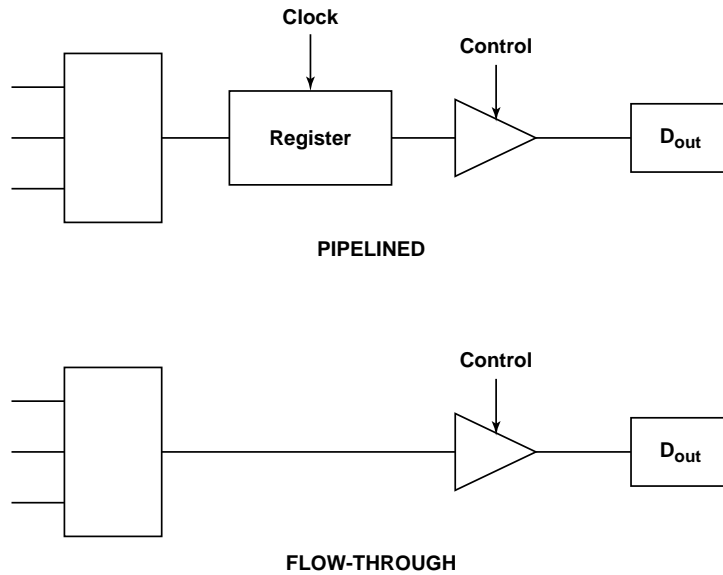 Clock
Control
Register
Dout
PIPELINED
Control
Dout
FLOW-THROUGH